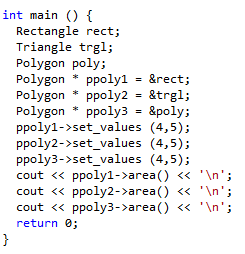 int main () {
  Rectangle rect;
  Triangle trgl;
  Polygon poly;
  Polygon * ppoly1 = &rect;
  Polygon * ppoly2 = &trgl;
  Polygon * ppoly3 = &poly;
  ppoly1->set_values (4,5);
  ppoly2->set_values (4,5);
  ppoly3->set_values (4,5);
  cout << ppoly1->area() << '\n';
  cout << ppoly2->area() << '\n';
  cout << ppoly3->area() << '\n';
  return 0;
}